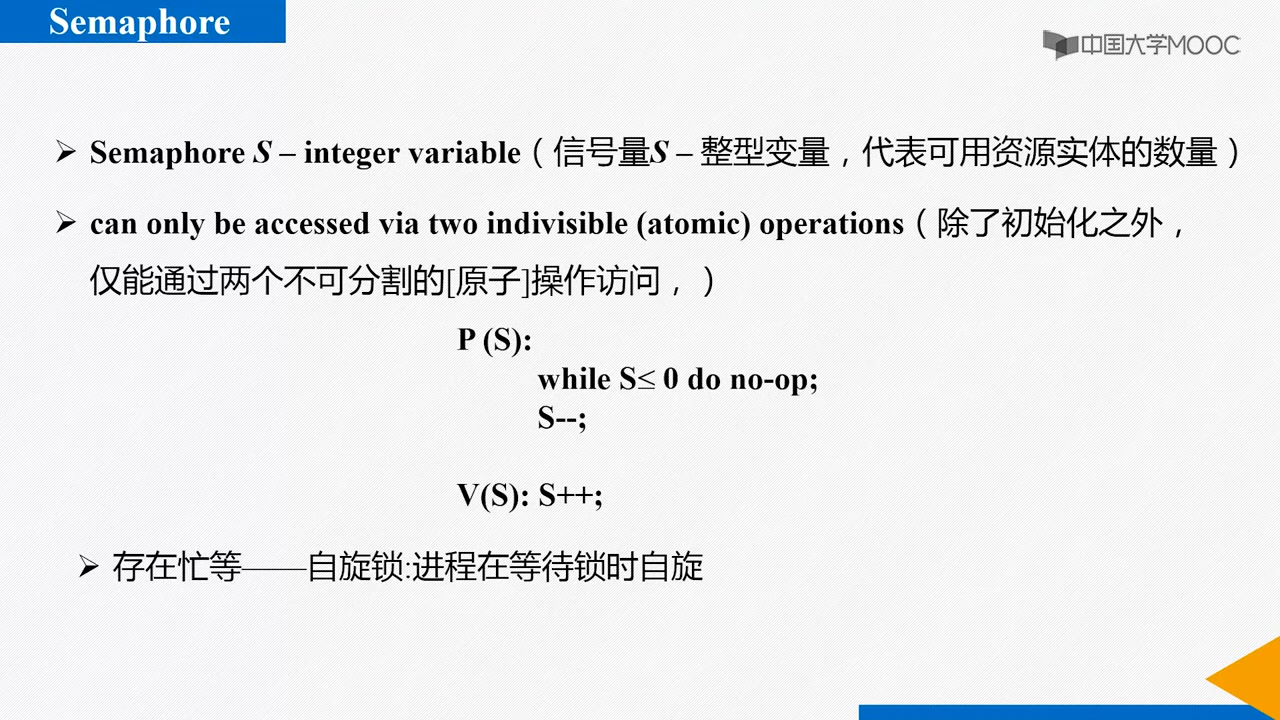 Semaphore
中国大学MOOC
➢ Semaphore S – integer variable（信号量S – 整型变量，代表可用资源实体的数量）
➢ can only be accessed via two indivisible (atomic) operations（除了初始化之外，
仅能通过两个不可分割的[原子]操作访问，）
P (S):
while S≤ 0 do no-op;
S--;
V(S): S++;
➢ 存在忙等——自旋锁:进程在等待锁时自旋